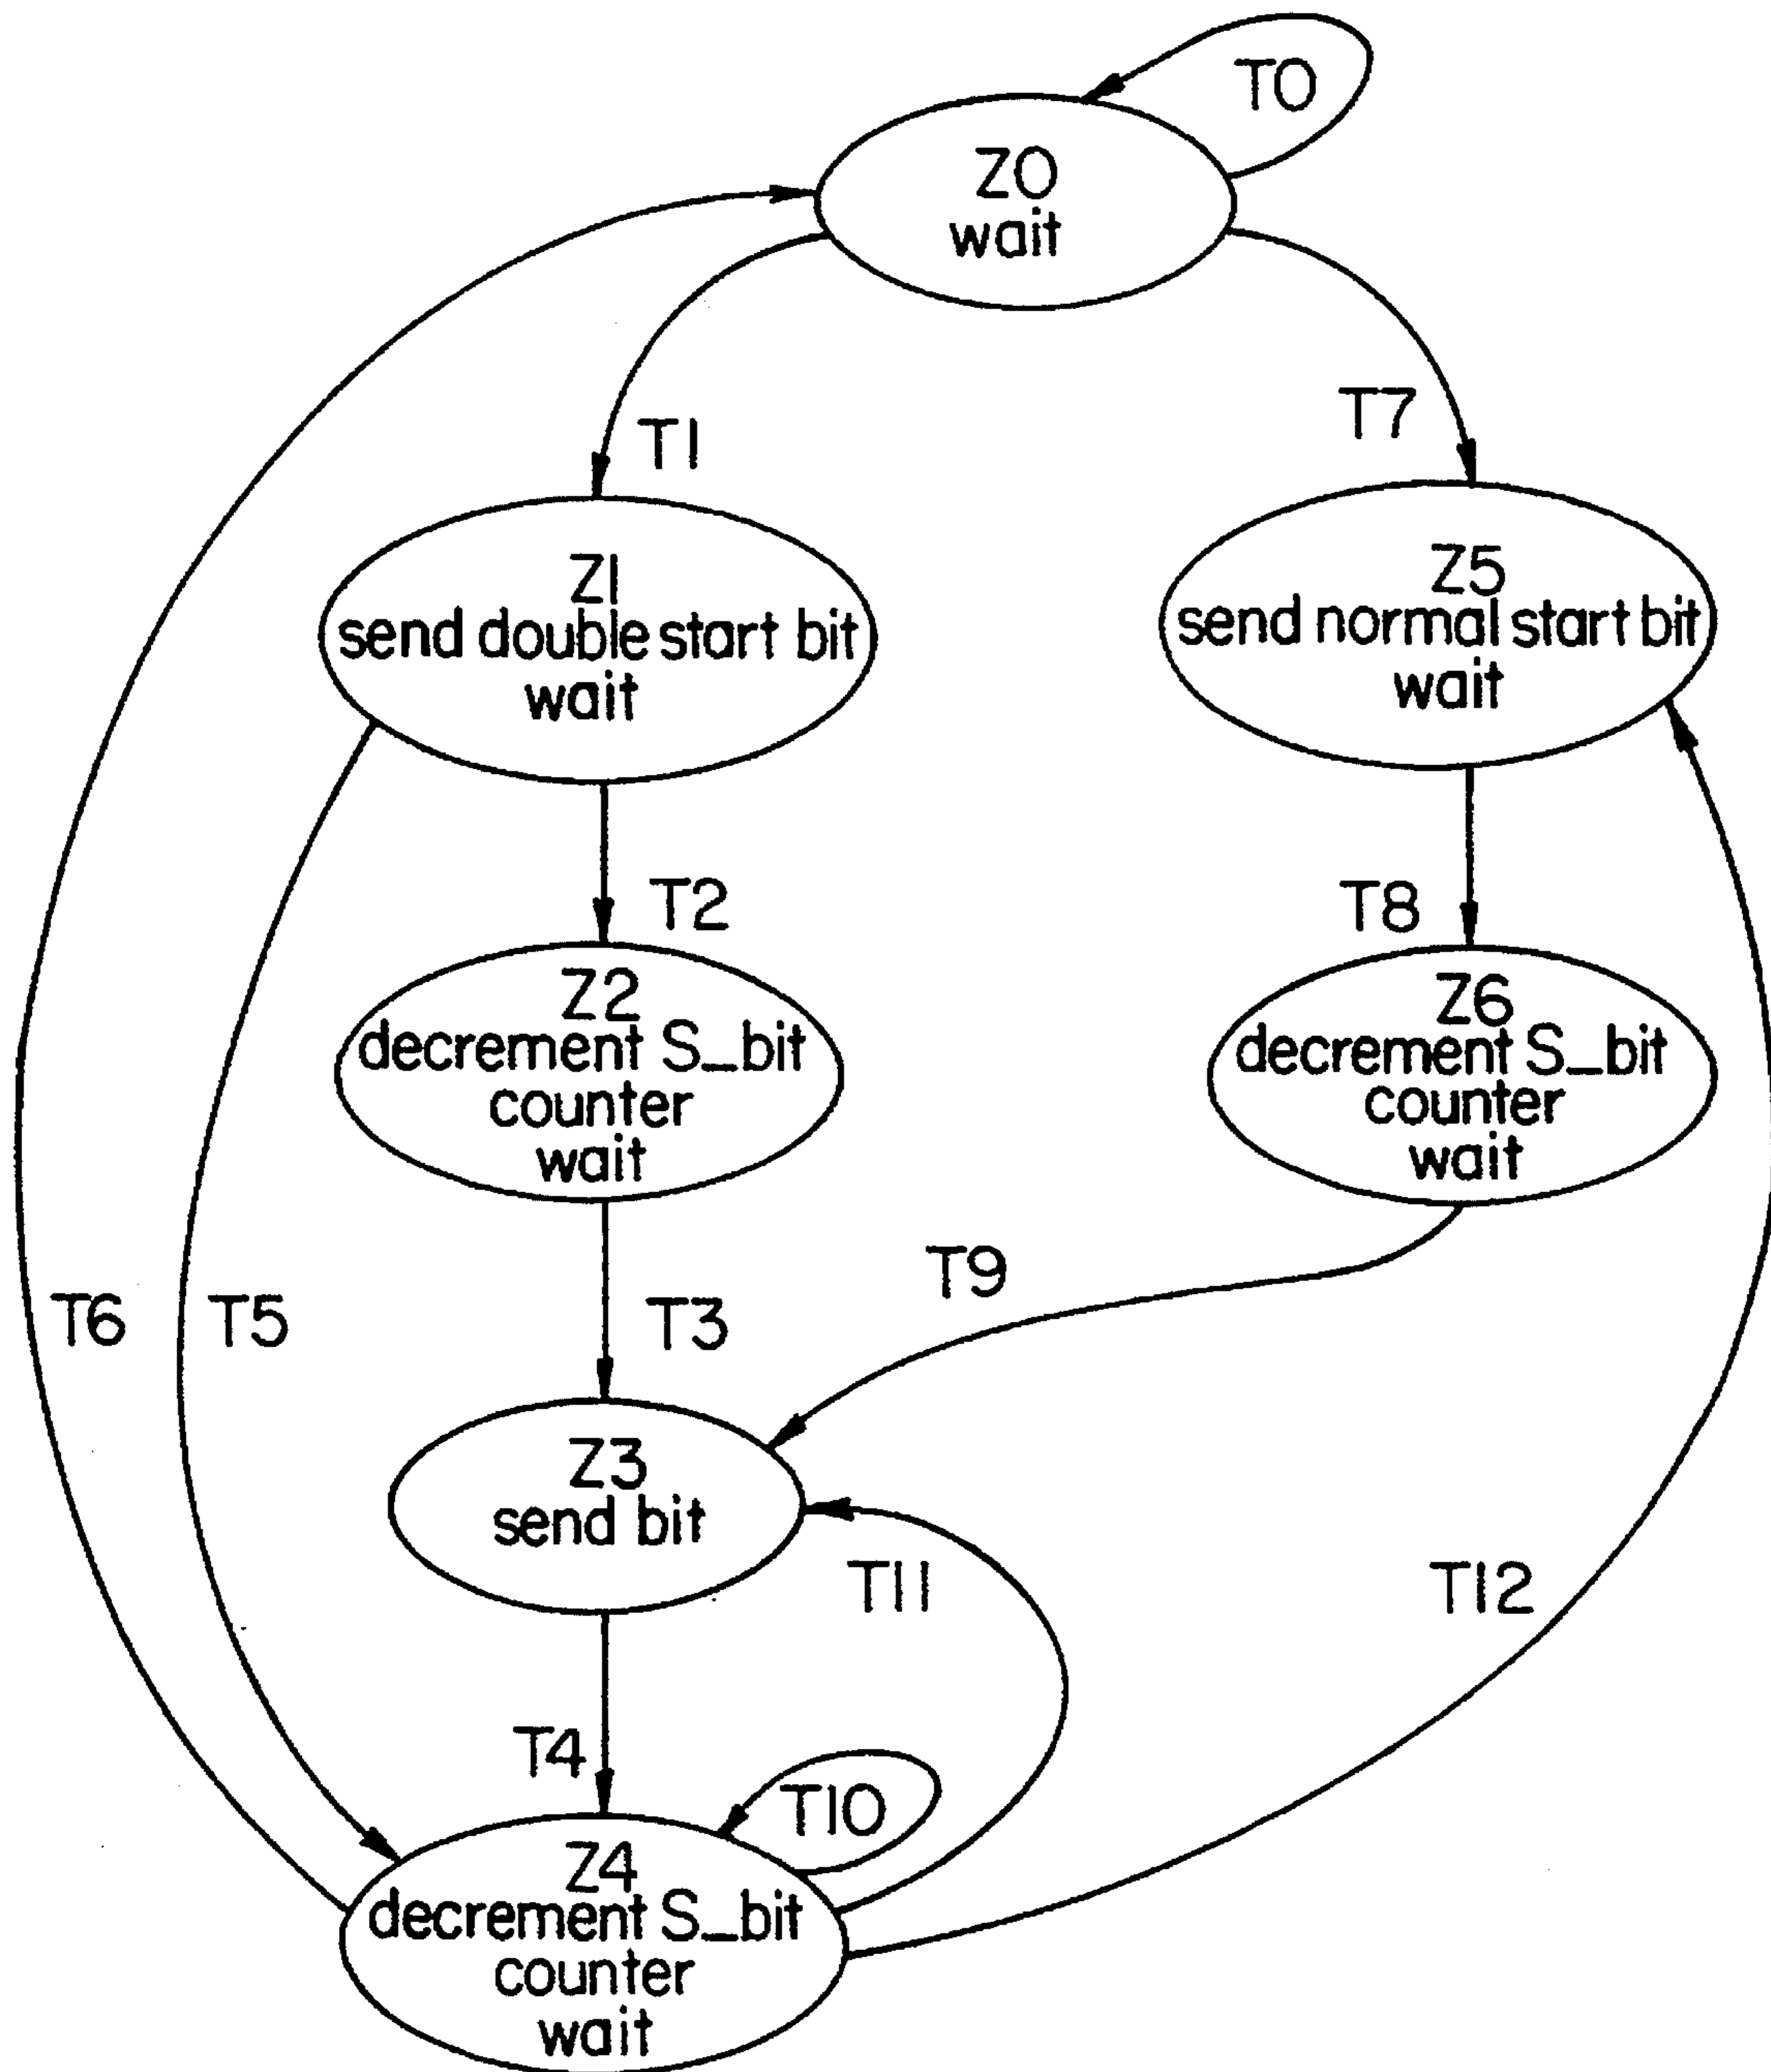 T0
Z0
wait
T1
T7
Z1
send double start bit
wait
Z5
send normal start bit
wait
T2
T8
Z2
decrement S_bit
counter
wait
Z6
decrement S_bit
counter
wait
T9
T6
T5
T3
Z3
send bit
T11
T12
T4
T10
Z4
decrement S_bit
counter
wait